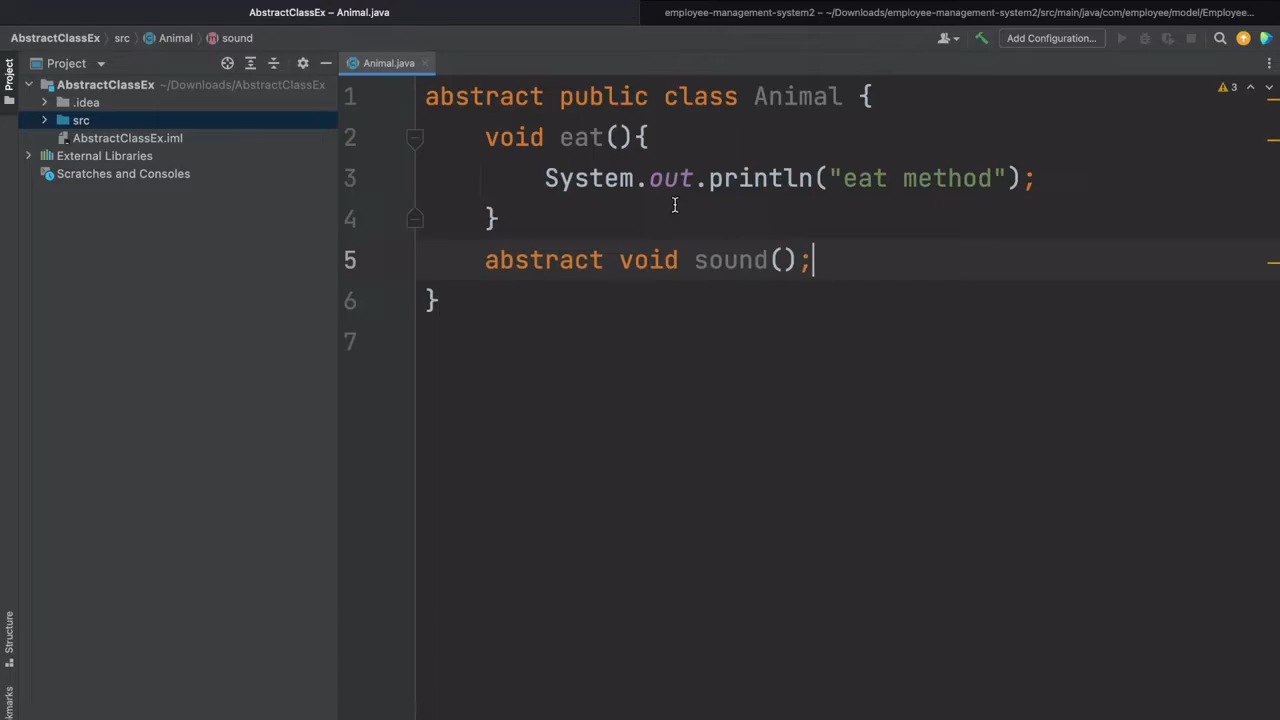 AbstractClassEx – Animal.java
employee-management-system2 – ~/Downloads/employee-management-system2/src/main/java/com/employee/model/Employee...
AbstractClassEx
src
Animal
sound
Add Configuration...
Project
Project
Animal.java
AbstractClassEx ~/Downloads/AbstractClassEx
.idea
src
AbstractClassEx.iml
External Libraries
Scratches and Consoles
3
1 abstract public class Animal {
2 void eat(){
3 System.out.println("eat method");
4 }
5 abstract void sound();
6 }
7
Structure